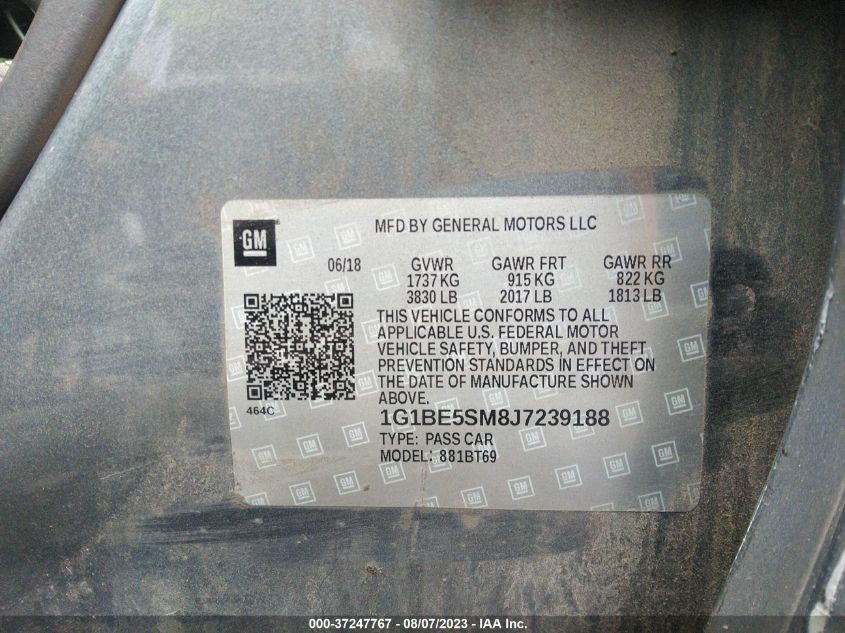 GM
MFD BY GENERAL MOTORS LLC
06/18 GVWR GAWR FRT GAWR RR
1737 KG 915 KG 822 KG
3830 LB 2017 LB 1813 LB
THIS VEHICLE CONFORMS TO ALL
APPLICABLE U.S. FEDERAL MOTOR
VEHICLE SAFETY, BUMPER, AND THEFT
PREVENTION STANDARDS IN EFFECT ON
THE DATE OF MANUFACTURE SHOWN
ABOVE.
464C
1G1BE5SM8J7239188
TYPE: PASS CAR
MODEL: 881BT69
000-37247767 - 08/07/2023 - IAA Inc.